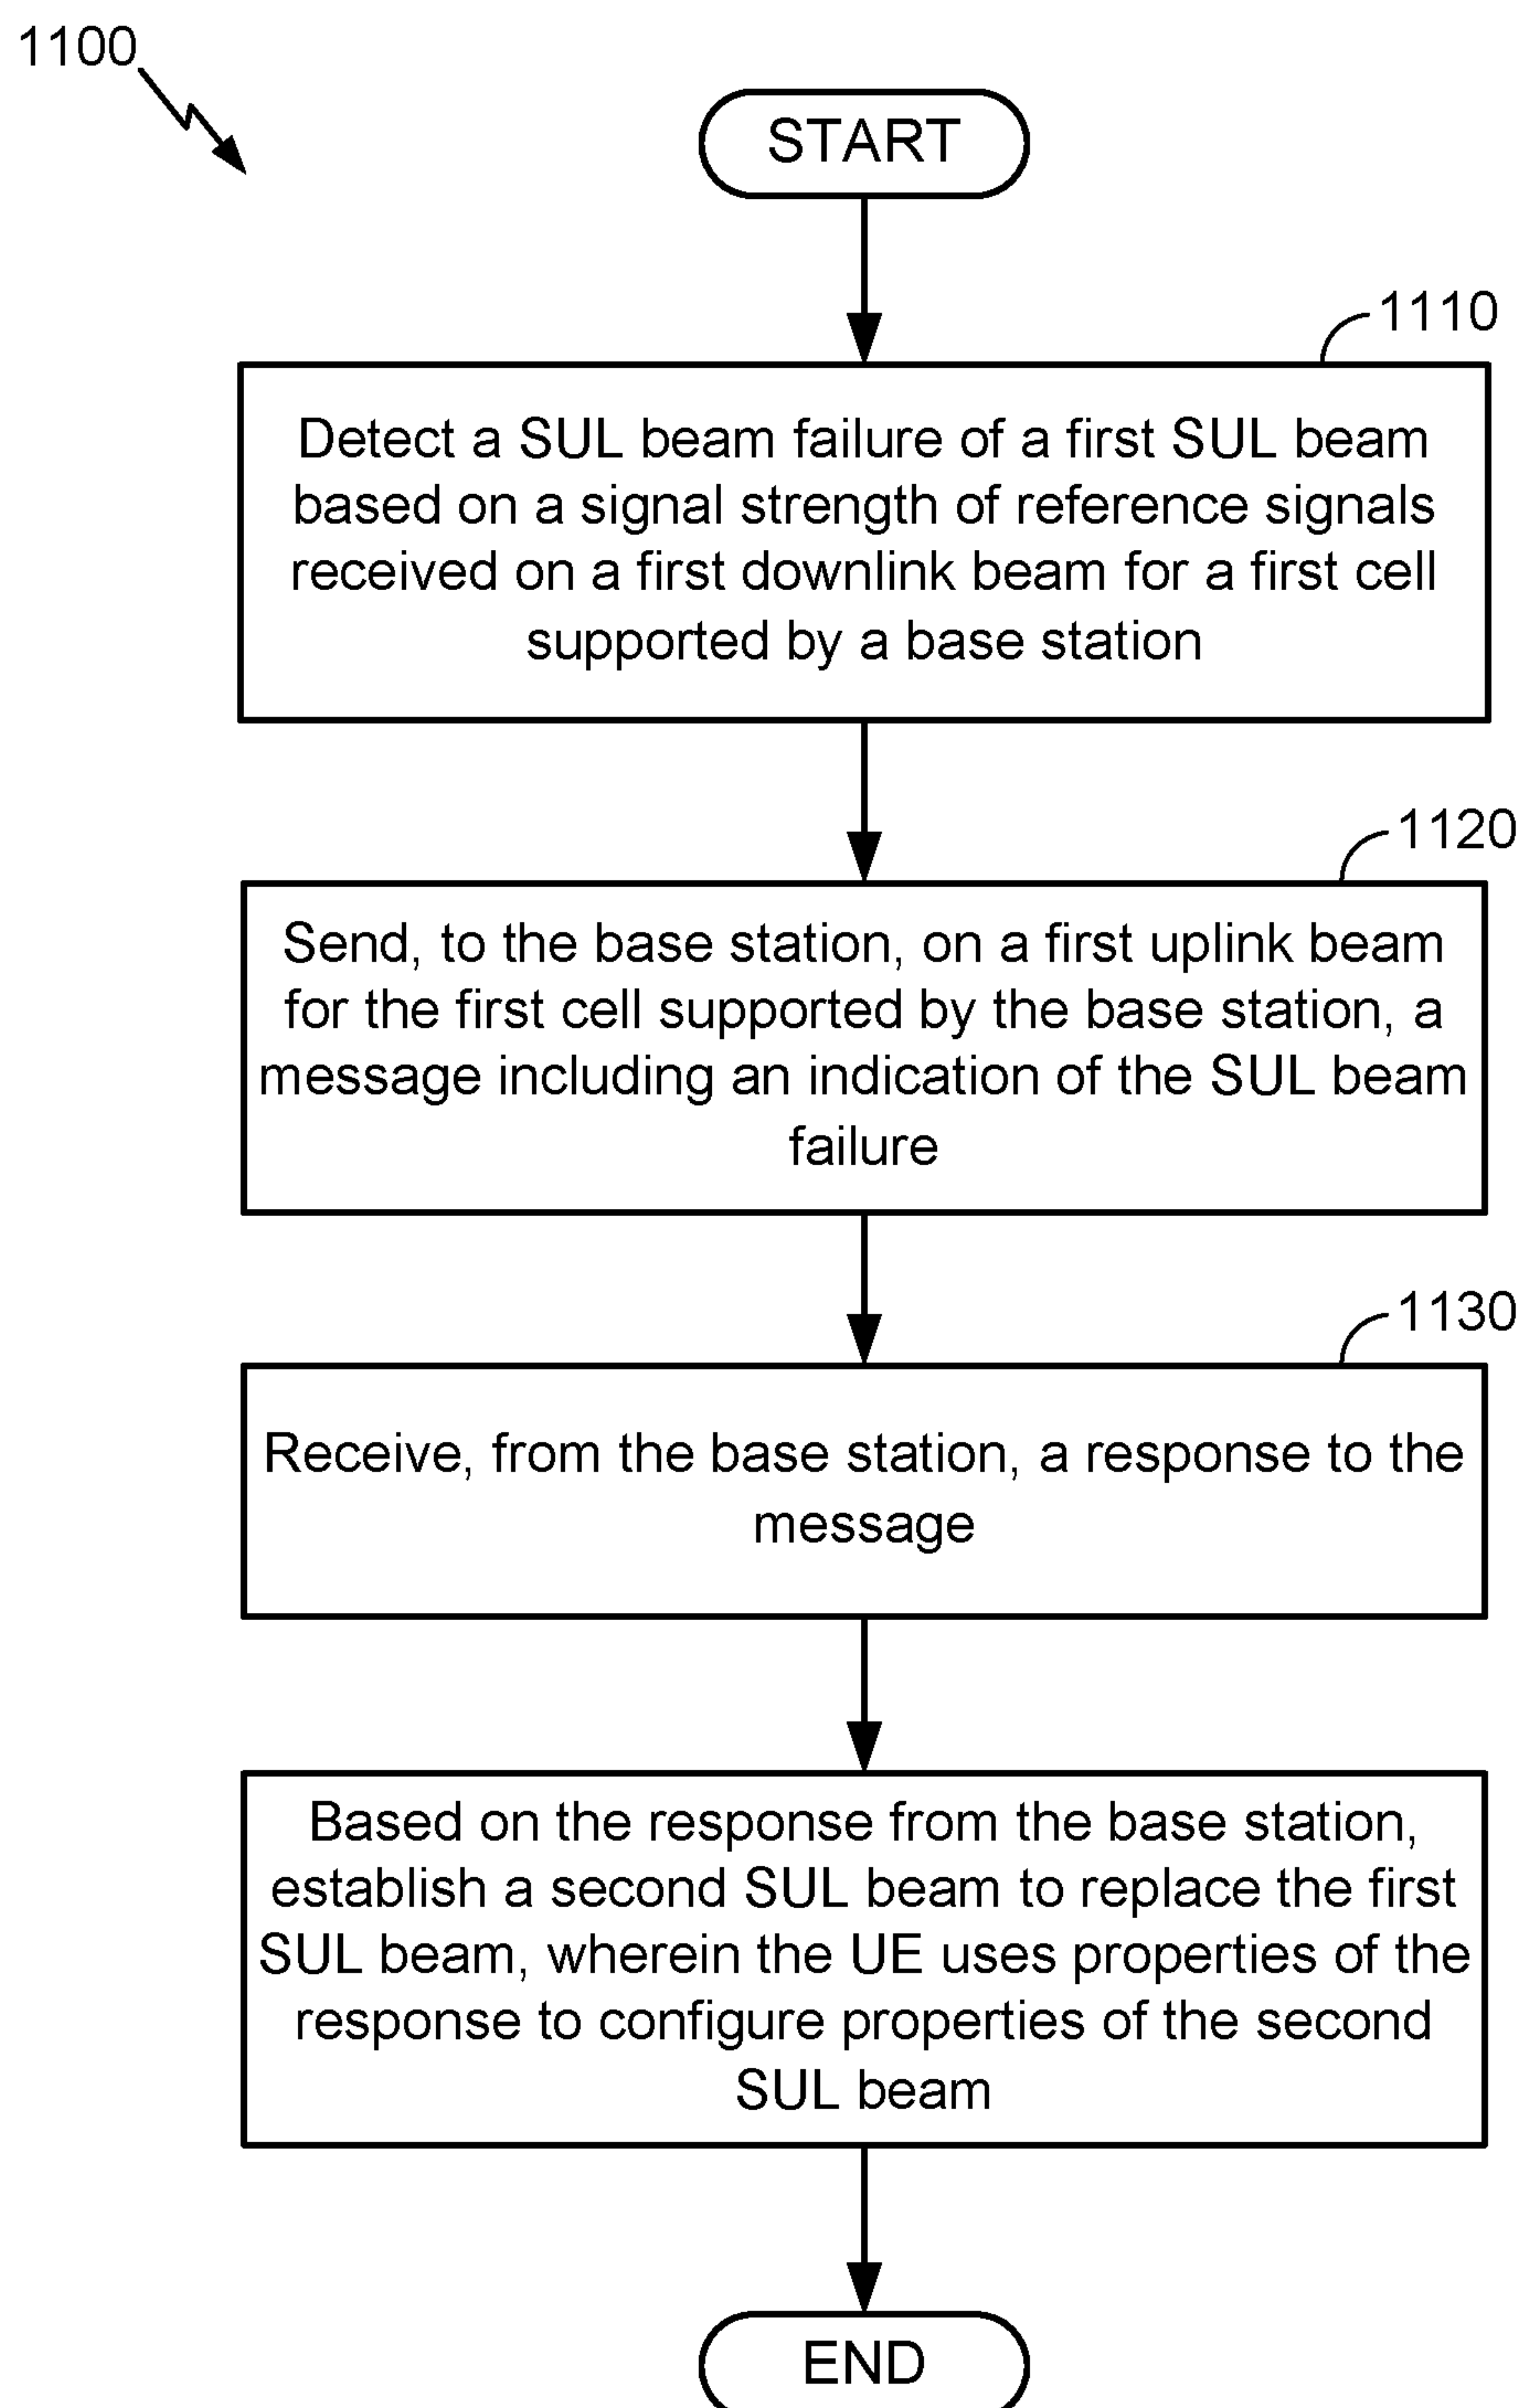 1100
START
1110
Detect a SUL beam failure of a first SUL beam
based on a signal strength of reference signals
received on a first downlink beam for a first cell
supported by a base station
1120
Send, to the base station, on a first uplink beam
for the first cell supported by the base station, a
message including an indication of the SUL beam
failure
1130
Receive, from the base station, a response to the
message
Based on the response from the base station,
establish a second SUL beam to replace the first
SUL beam, wherein the UE uses properties of the
response to configure properties of the second
SUL beam
END